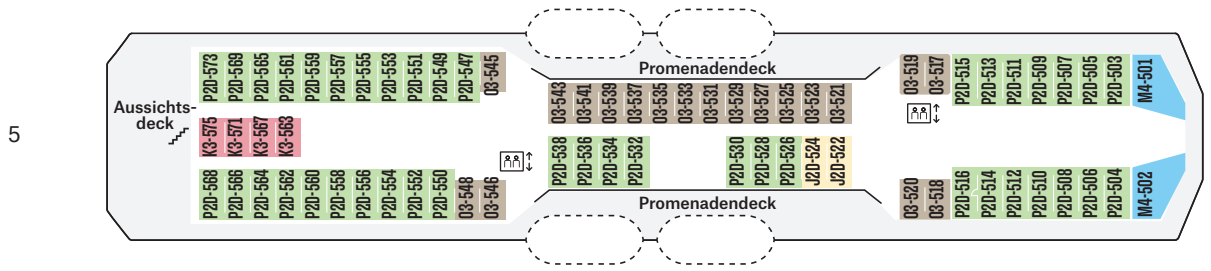 5
P2D-573
P2D-569
P2D-565
P2D-561
P2D-559
P2D-557
P2D-555
P2D-553
P2D-551
P2D-549
P2D-547
O3-545
Promenadendeck
O3-519
O3-517
P2D-515
P2D-513
P2D-511
P2D-509
P2D-507
P2D-505
P2D-503
M4-501
Aussichts-
deck
K3-575
K3-571
K3-567
K3-563
O3-543
O3-541
O3-539
O3-537
O3-535
O3-533
O3-531
O3-529
O3-527
O3-525
O3-523
O3-521
P2D-538
P2D-536
P2D-534
P2D-532
P2D-530
P2D-528
P2D-526
J2D-524
J2D-522
P2D-568
P2D-586
P2D-564
P2D-562
P2D-560
P2D-558
P2D-556
P2D-554
P2D-552
P2D-550
O3-548
O3-546
Promenadendeck
O3-520
O3-518
P2D-516
P2D-514
P2D-512
P2D-510
P2D-508
P2D-506
P2D-504
M4-502